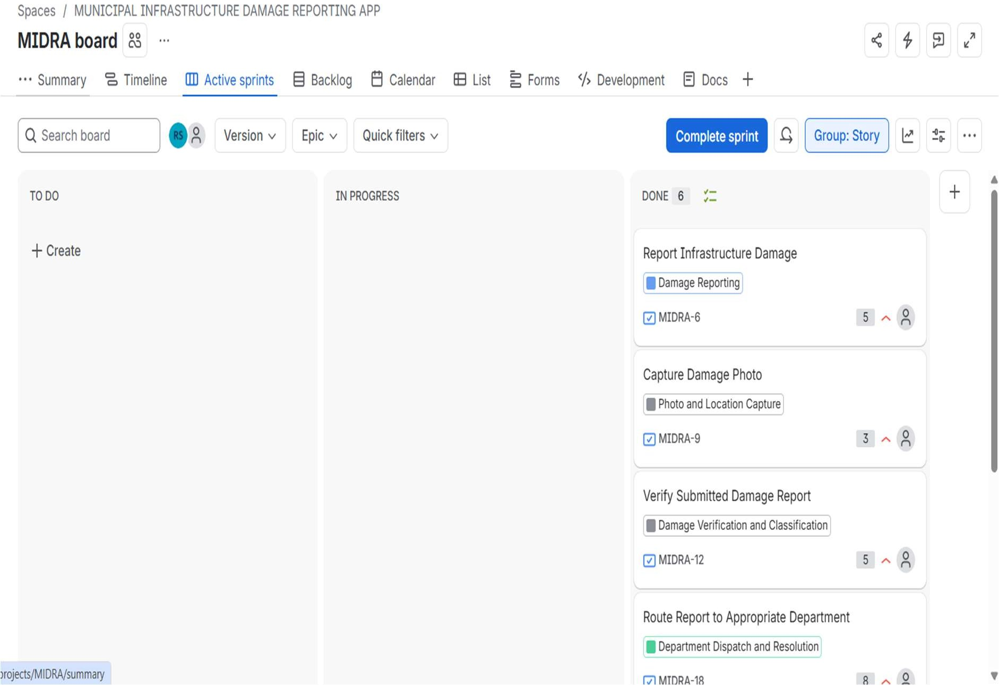 Spaces / MUNICIPAL INFRASTRUCTURE DAMAGE REPORTING APP
MIDRA board
Summary Timeline Active sprints Backlog Calendar List Forms Development Docs
Search board RS Version Epic Quick filters Complete sprint Group: Story
TO DO
Create
IN PROGRESS
DONE 6
Report Infrastructure Damage
Damage Reporting
MIDRA-6 5
Capture Damage Photo
Photo and Location Capture
MIDRA-9 3
Verify Submitted Damage Report
Damage Verification and Classification
MIDRA-12 5
Route Report to Appropriate Department
Department Dispatch and Resolution
MIDRA-18 8
projects/MIDRA/summary